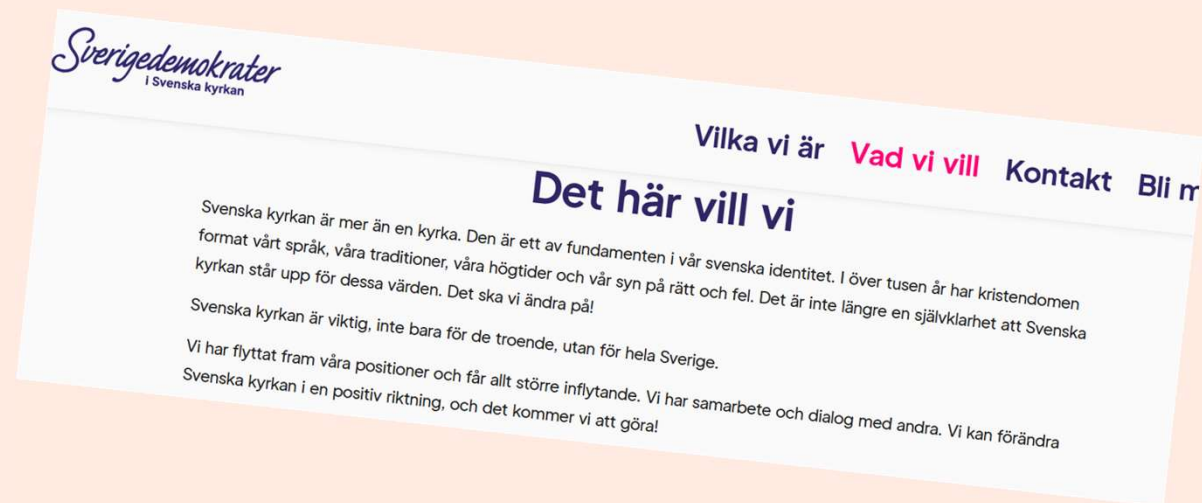 Sverigedemokrater
i Svenska kyrkan
Vilka vi är Vad vi vill Kontakt Bli m
Det här vill vi
Svenska kyrkan är mer än en kyrka. Den är ett av fundamenten i vår svenska identitet. I över tusen år har kristendomen
format vårt språk, våra traditioner, våra högtider och vår syn på rätt och fel. Det är inte längre en självklarhet att Svenska
kyrkan står upp för dessa värden. Det ska vi ändra på!
Svenska kyrkan är viktig, inte bara för de troende, utan för hela Sverige.
Vi har flyttat fram våra positioner och får allt större inflytande. Vi har samarbete och dialog med andra. Vi kan förändra
Svenska kyrkan i en positiv riktning, och det kommer vi att göra!